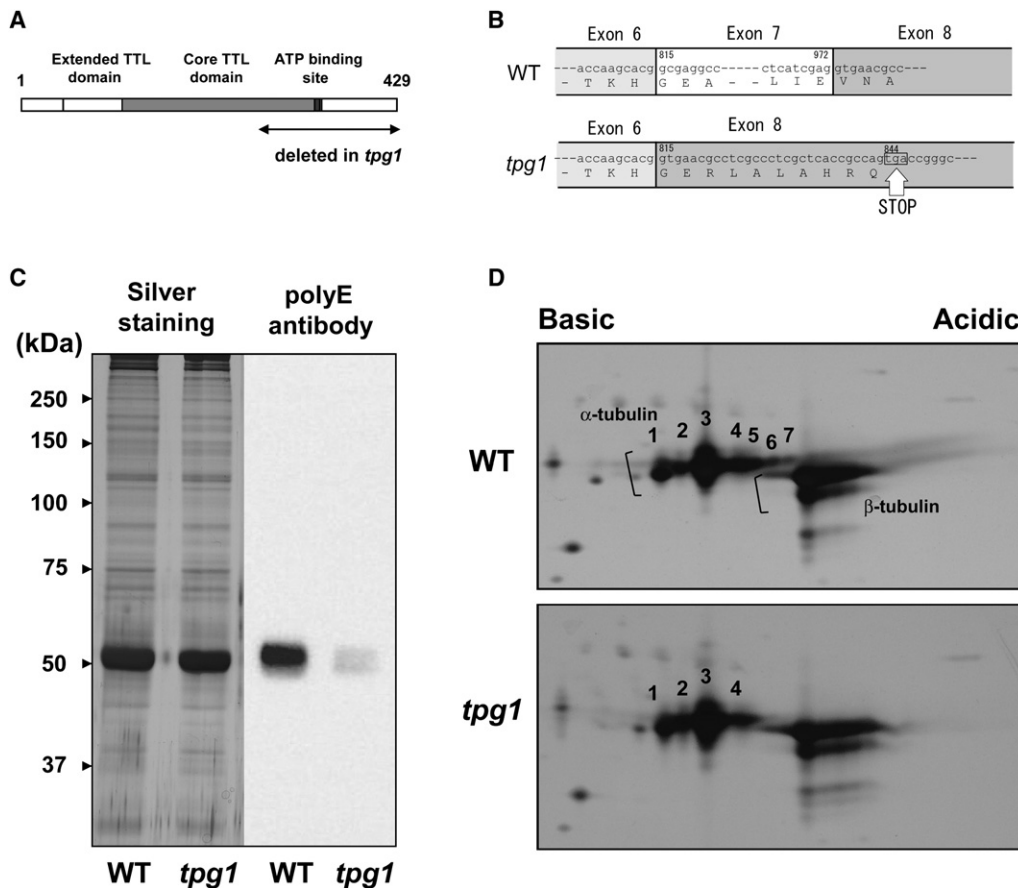 A
Extended TTL domain
Core TTL domain
ATP binding site
1
429
deleted in tpg1
B
Exon 6
Exon 7
Exon 8
815
972
WT
---accaagcacg gcgaggcc-----ctcatcgag gtgaacgcc---
- T K H G E A - - L I E V N A
Exon 6
Exon 8
815
844
tpg1
---accaagcacg gtgaacgcctcgccctcgctcaccgccagtgaccgggc---
- T K H G E R L A L A H R Q
STOP
C
Silver staining
polyE antibody
(kDa)
250
150
100
75
50
37
WT
tpg1
WT
tpg1
D
Basic
Acidic
WT
α-tubulin
1 2 3 4 5 6 7
β-tubulin
tpg1
1 2 3 4